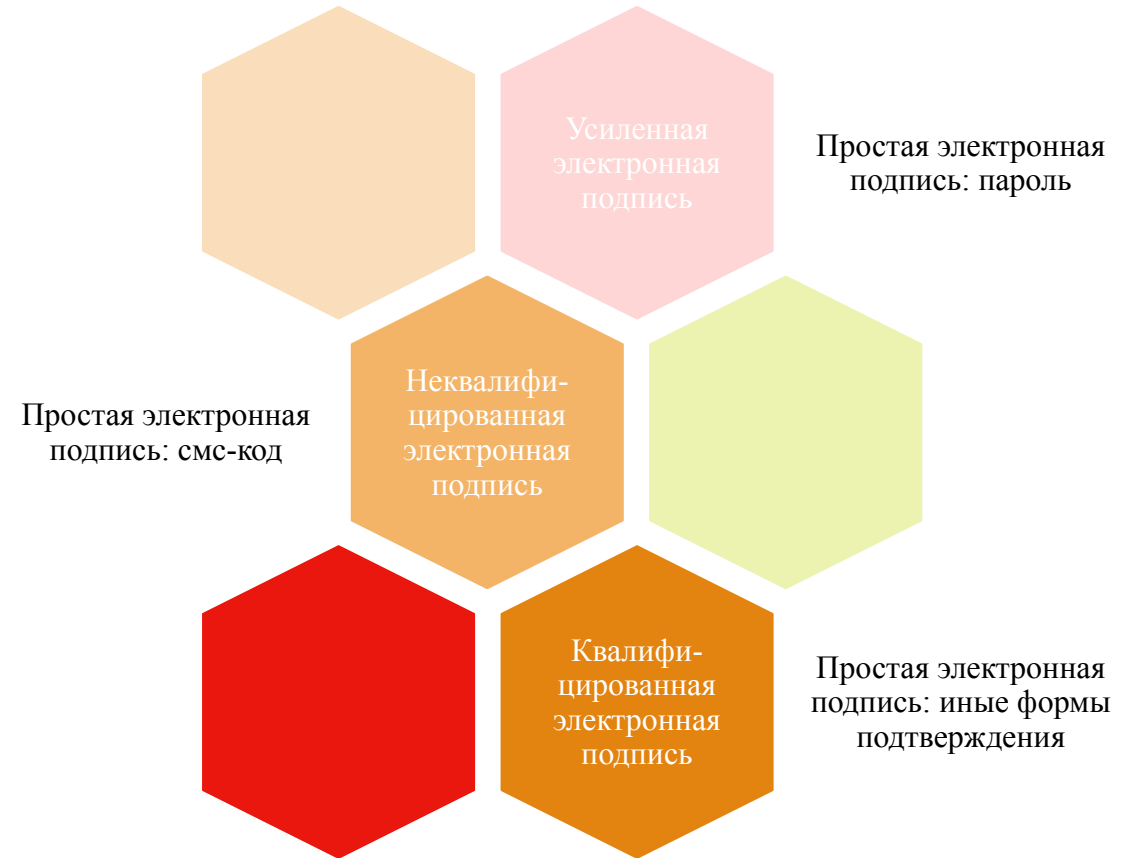 Усиленная
электронная
подпись
Простая электронная
подпись: пароль
Простая электронная
подпись: смс-код
Неквалифи-
цированная
электронная
подпись
Квалифи-
цированная
электронная
подпись
Простая электронная
подпись: иные формы
подтверждения